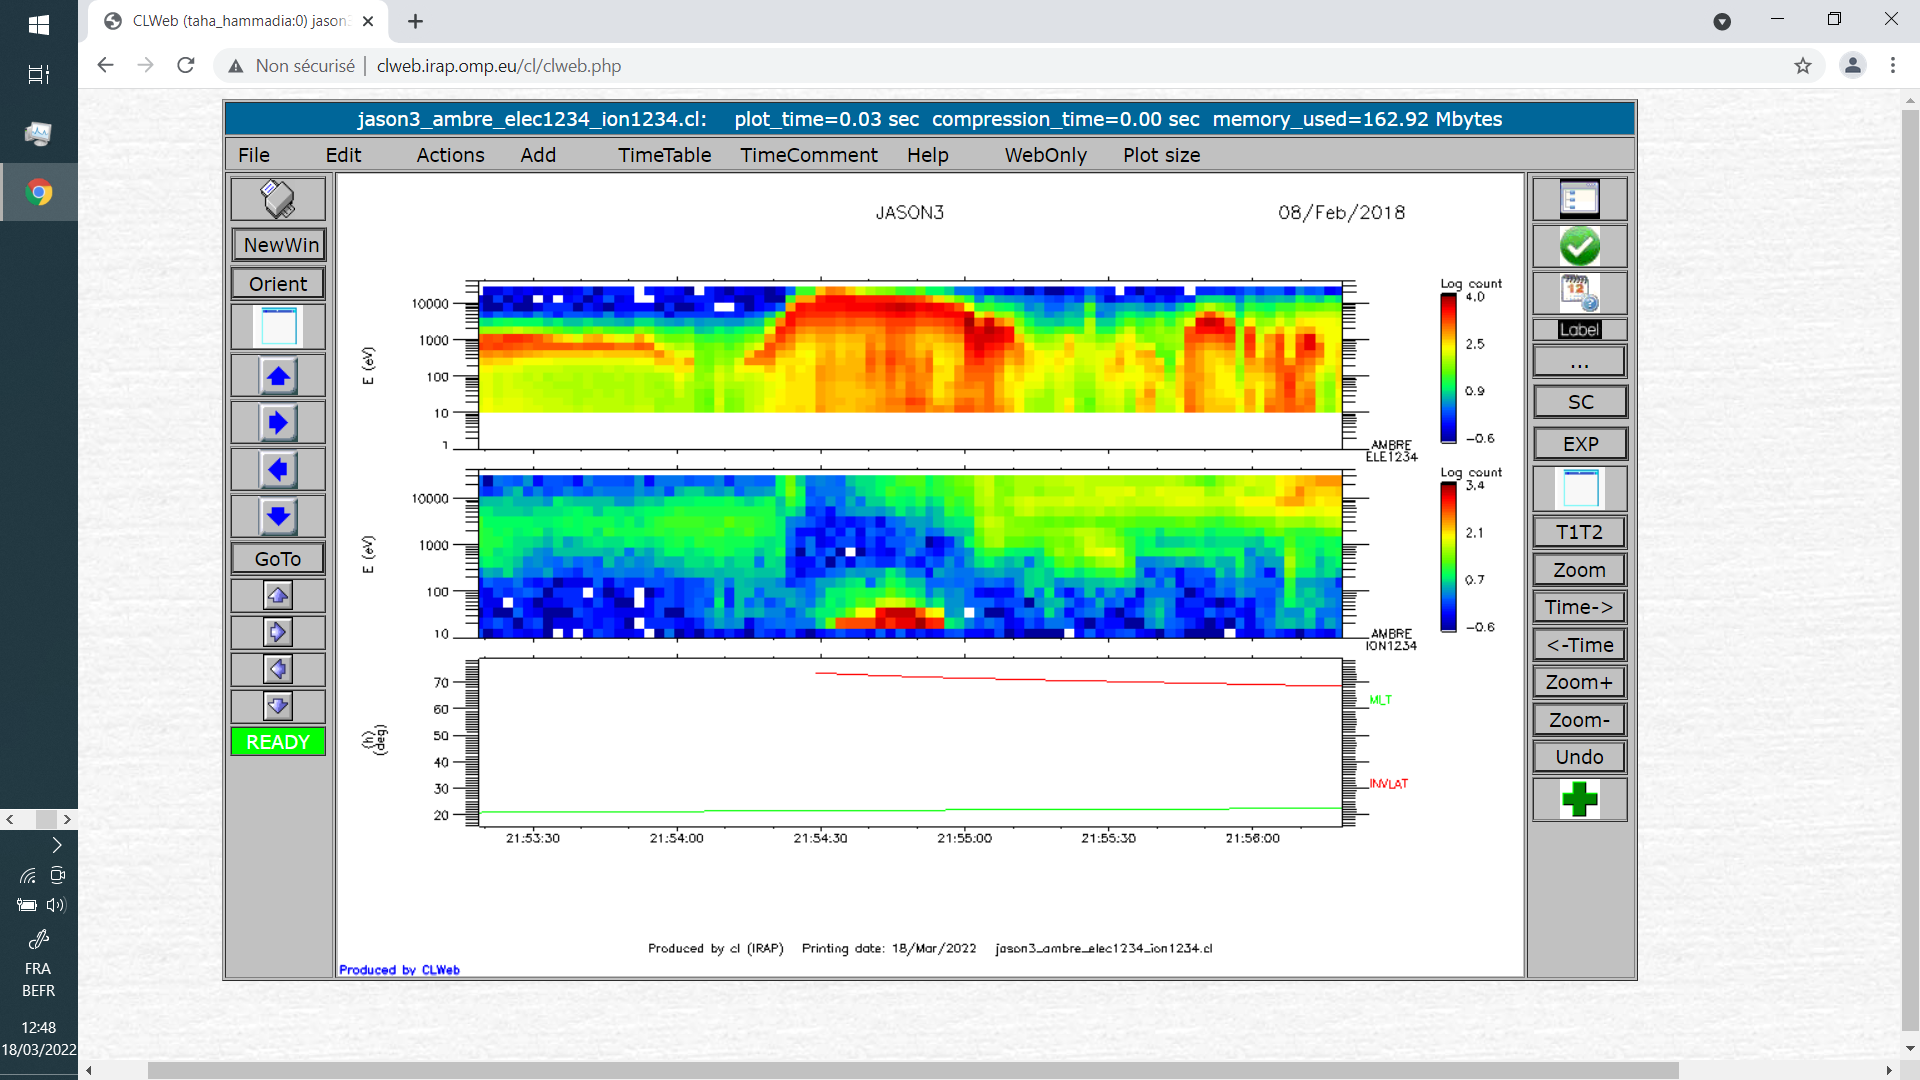 CLWeb (taha_hammadia:0) jason3
Non sécurisé | clweb.irap.omp.eu/cl/clweb.php
jason3_ambre_elec1234_ion1234.cl: plot_time=0.03 sec compression_time=0.00 sec memory_used=162.92 Mbytes
File Edit Actions Add TimeTable TimeComment Help WebOnly Plot size
NewWin
Orient
GoTo
READY
JASON3 08/Feb/2018
Log count
4.0
2.5
0.9
-0.6
E (eV)
10000
1000
100
10
1
AMBRE
ELE1234
Log count
3.4
2.1
0.7
-0.6
E (eV)
10000
1000
100
10
AMBRE
ION1234
(h)
(deg)
70
60
50
40
30
20
MLT
INVLAT
21:53:30 21:54:00 21:54:30 21:55:00 21:55:30 21:56:00
Produced by cl (IRAP) Printing date: 18/Mar/2022 jason3_ambre_elec1234_ion1234.cl
Produced by CLWeb
12
Label
...
SC
EXP
T1T2
Zoom
Time->
<-Time
Zoom+
Zoom-
Undo
FRA
BEFR
12:48
18/03/2022